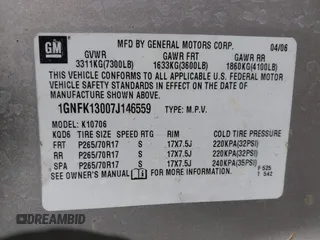 GM
MFD BY GENERAL MOTORS CORP. 04/06
GVWR GAWR FRT GAWR RR
3311KG(7300LB) 1633KG(3600LB) 1860KG(4100LB)
THIS VEHICLE CONFORMS TO ALL APPLICABLE U.S. FEDERAL MOTOR
VEHICLE SAFETY STANDARDS IN EFFECT ON THE DATE OF
MANUFACTURE SHOWN ABOVE.
1GNFK13007J146559 TYPE: M.P.V.
MODEL: K10706
KQD6 TIRE SIZE SPEED RTG RIM COLD TIRE PRESSURE
FRT P265/70R17 S 17X7.5J 220KPA(32PSI)
RR P265/70R17 S 17X7.5J 220KPA(32PSI)
SPA P265/70R17 S 17X7.5J 240KPA(35PSI)
SEE OWNER'S MANUAL FOR MORE INFORMATION.
P 525
T 542
DREAMBID